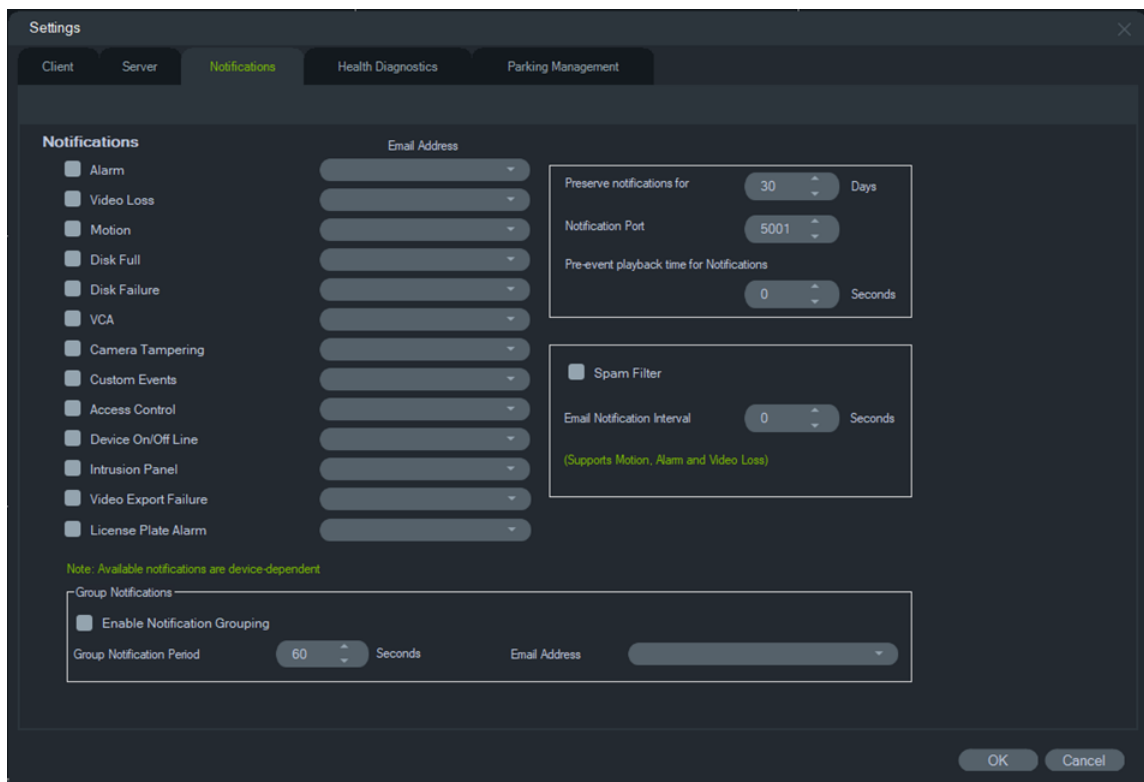 Settings
Client Server Notifications Health Diagnostics Parking Management
Notifications
Email Address
Alarm
Video Loss
Motion
Disk Full
Disk Failure
VCA
Camera Tampering
Custom Events
Access Control
Device On/Off Line
Intrusion Panel
Video Export Failure
License Plate Alarm
Preserve notifications for 30 Days
Notification Port 5001
Pre-event playback time for Notifications
0 Seconds
Spam Filter
Email Notification Interval 0 Seconds
(Supports Motion, Alarm and Video Loss)
Note: Available notifications are device-dependent
Group Notifications
Enable Notification Grouping
Group Notification Period 60 Seconds Email Address
OK Cancel